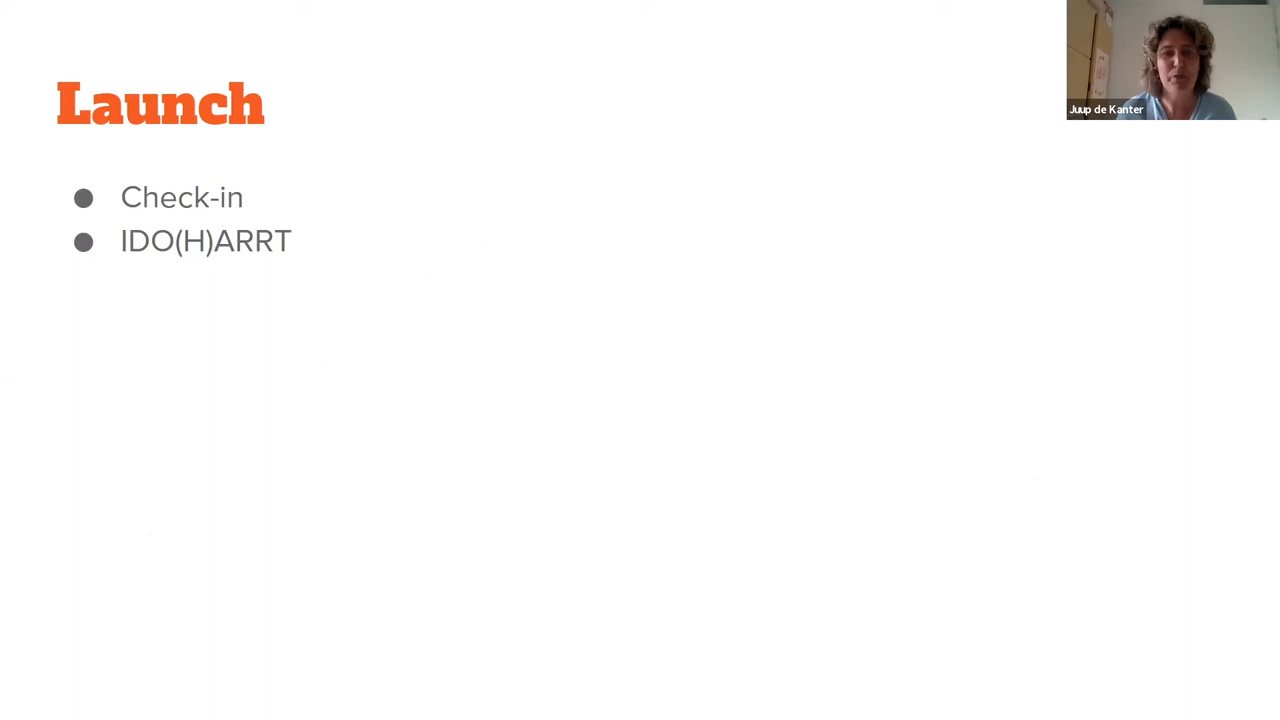 Launch
Juup de Kanter
● Check-in
● IDO(H)ARRT